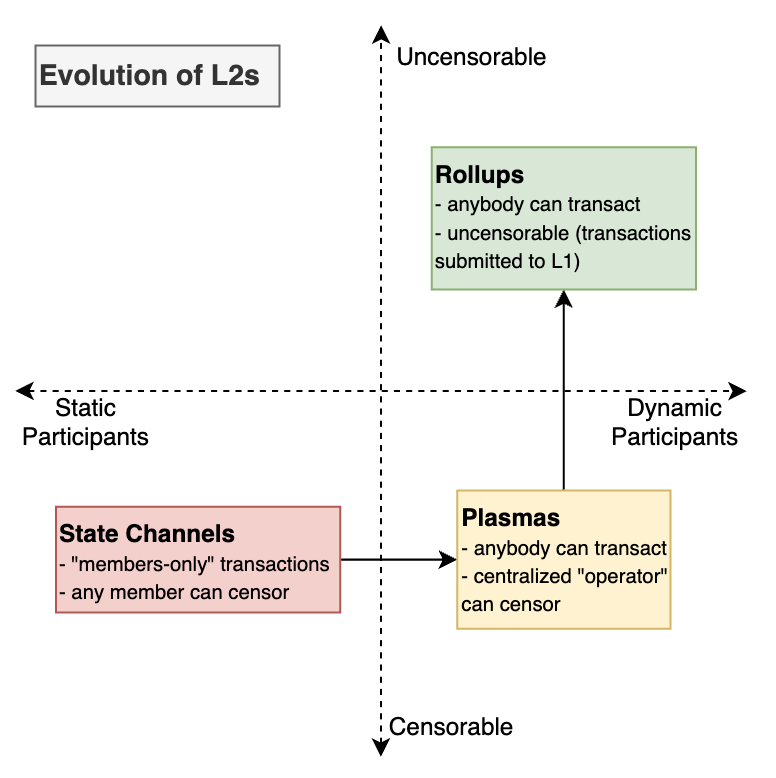 Evolution of L2s
Uncensorable
Rollups
- anybody can transact
- uncensorable (transactions
submitted to L1)
Static
Participants
Dynamic
Participants
State Channels
- "members-only" transactions
- any member can censor
Plasmas
- anybody can transact
- centralized "operator"
can censor
Censorable